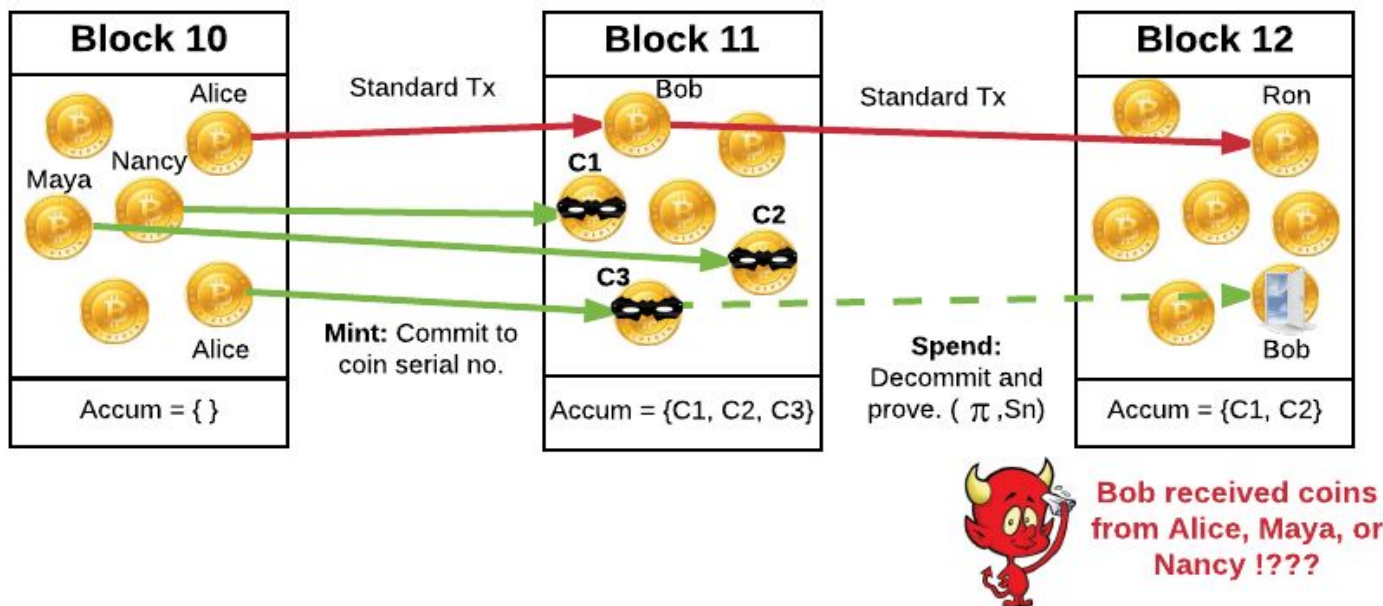 Block 10
Block 11
Block 12
Alice
Standard Tx
Bob
Standard Tx
Ron
Nancy
Maya
C1
C2
C3
Alice
Mint: Commit to
coin serial no.
Spend:
Decommit and
prove. ( π ,Sn)
Bob
Accum = { }
Accum = {C1, C2, C3}
Accum = {C1, C2}
Bob received coins
from Alice, Maya, or
Nancy !???